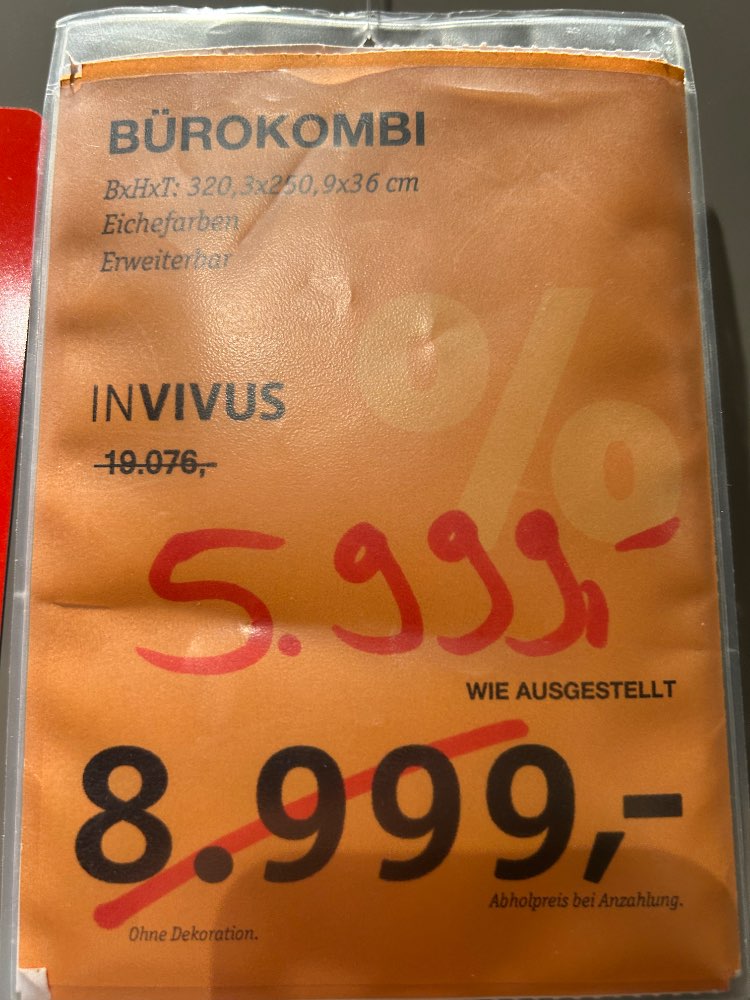 BÜROKOMBI
BxHxT: 320,3x250,9x36 cm
Eichefarben
Erweiterbar
%
INVIVUS
19.076,-
5.999,-
WIE AUSGESTELLT
8.999,-
Abholpreis bei Anzahlung.
Ohne Dekoration.